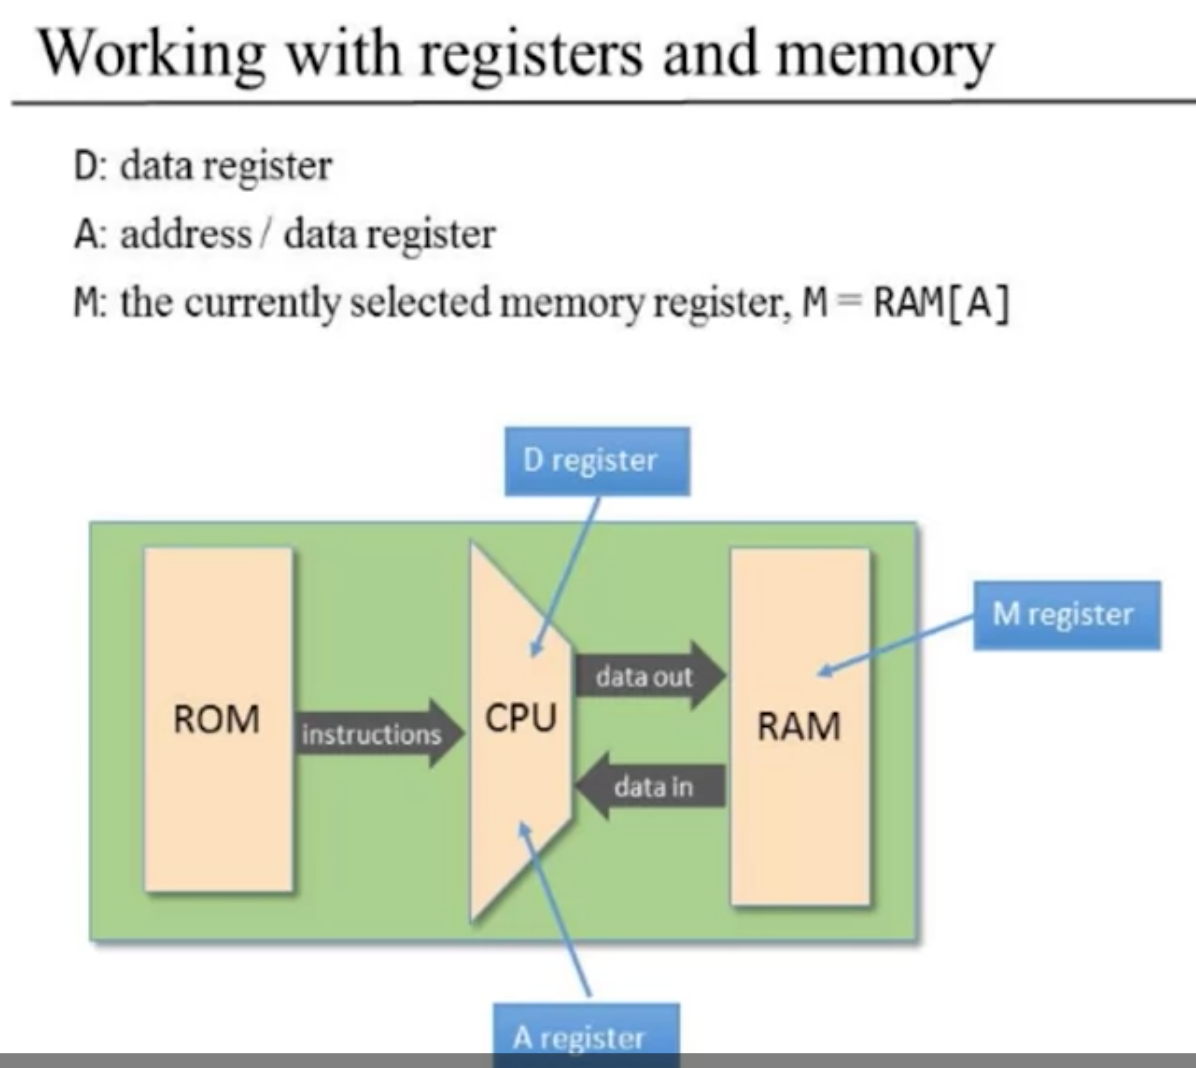 Working with registers and memory
D: data register
A: address / data register
M: the currently selected memory register, M = RAM[A]
D register
M register
data out
ROM
instructions
CPU
RAM
data in
A register